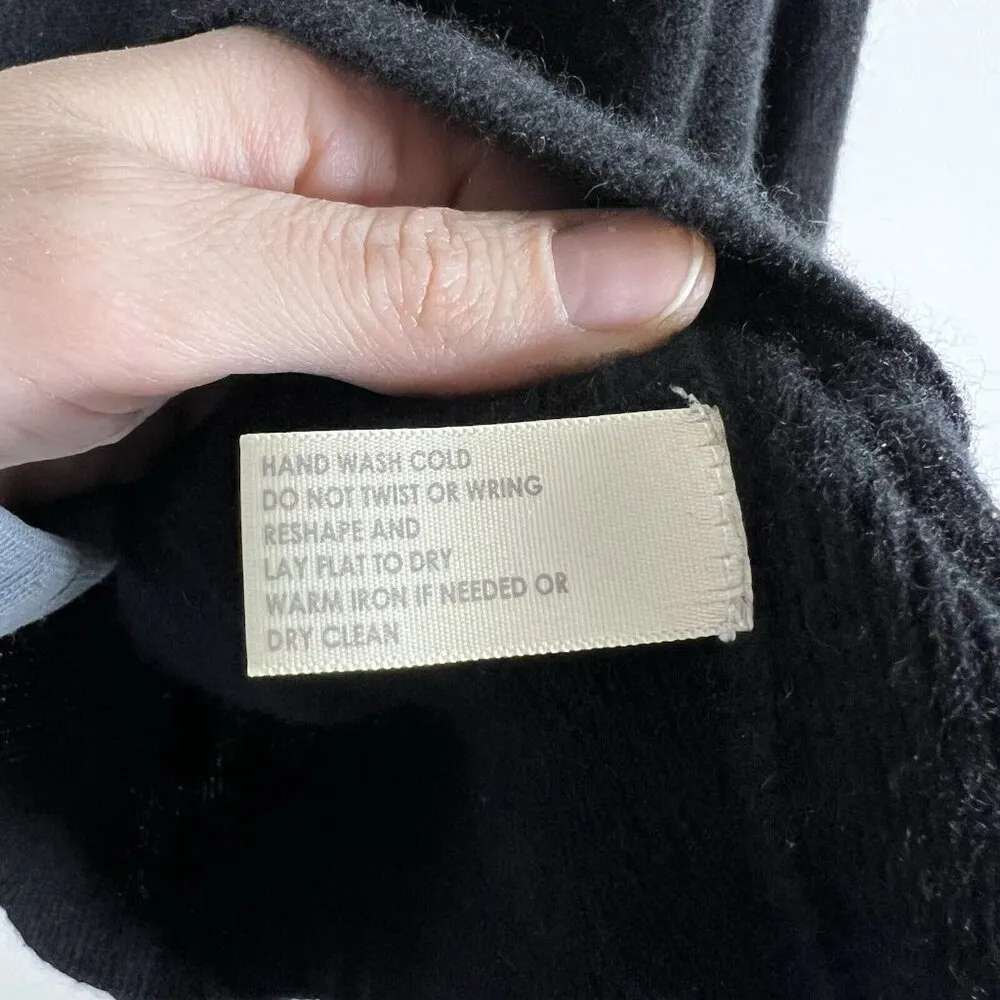 HAND WASH COLD
DO NOT TWIST OR WRING
RESHAPE AND
LAY FLAT TO DRY
WARM IRON IF NEEDED OR
DRY CLEAN